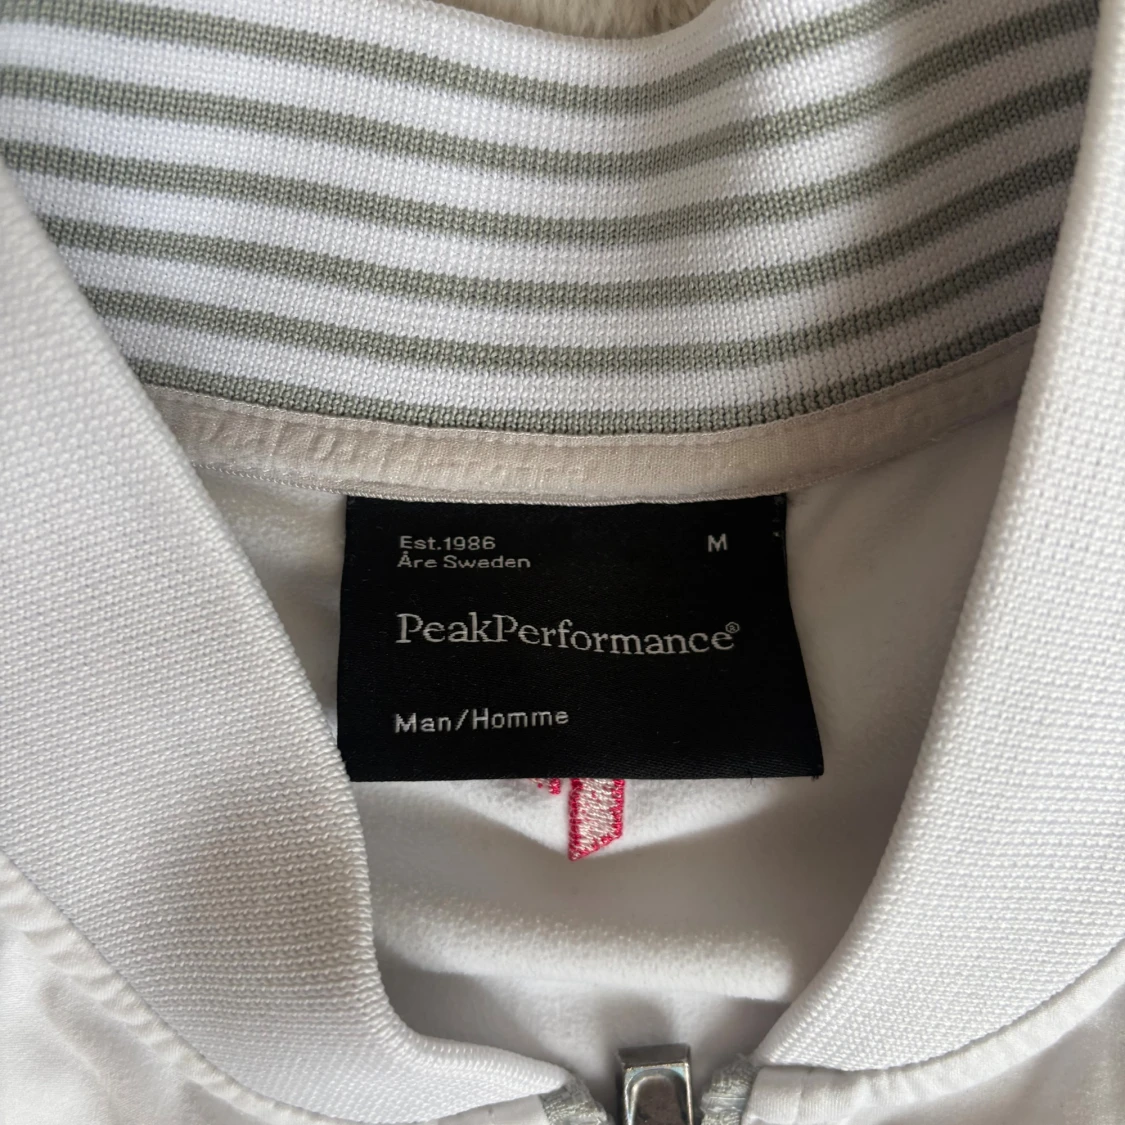 Est.1986 M
Åre Sweden
PeakPerformance®
Man/Homme